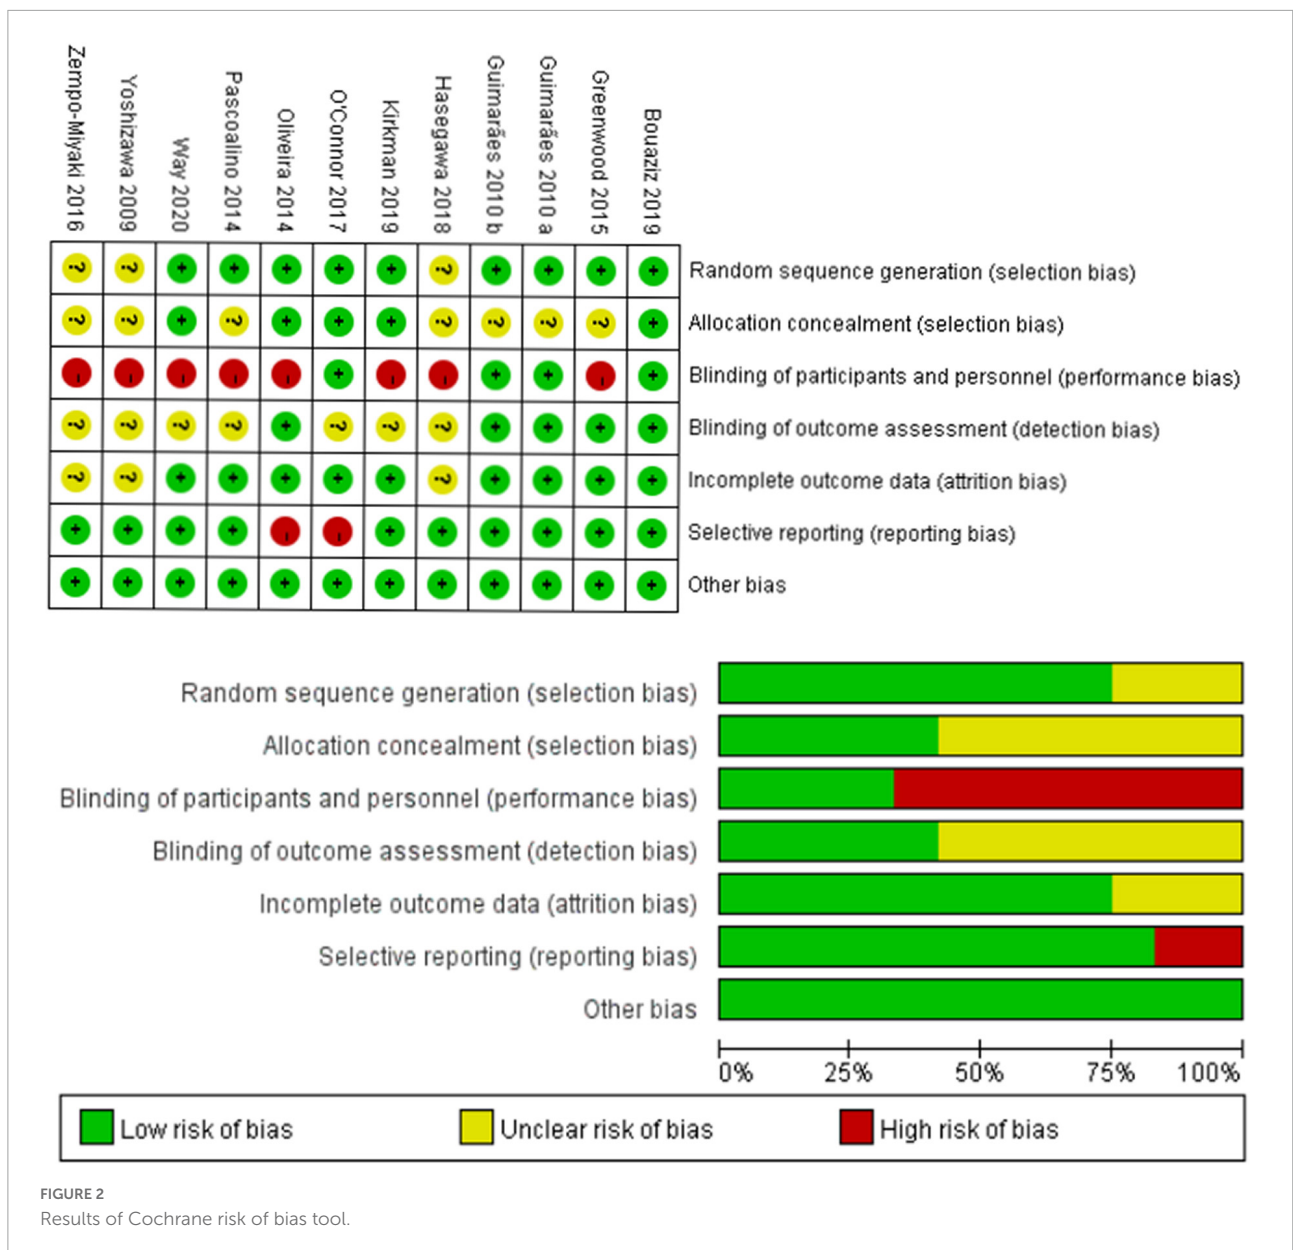 Zempo-Miyaki 2016
Yoshizawa 2009
Way 2020
Pascoalino 2014
Oliveira 2014
O'Connor 2017
Kirkman 2019
Hasegawa 2018
Guimarães 2010 b
Guimarães 2010 a
Greenwood 2015
Bouaziz 2019
? ? + + + + + ? + + + + Random sequence generation (selection bias)
? ? + ? + + + ? ? ? ? + Allocation concealment (selection bias)
- - - - - + - - + + - + Blinding of participants and personnel (performance bias)
? ? ? ? + ? ? ? + + + + Blinding of outcome assessment (detection bias)
? ? + + + + + ? + + + + Incomplete outcome data (attrition bias)
+ + + + - - + + + + + + Selective reporting (reporting bias)
+ + + + + + + + + + + + Other bias
Random sequence generation (selection bias)
Allocation concealment (selection bias)
Blinding of participants and personnel (performance bias)
Blinding of outcome assessment (detection bias)
Incomplete outcome data (attrition bias)
Selective reporting (reporting bias)
Other bias
0% 25% 50% 75% 100%
Low risk of bias Unclear risk of bias High risk of bias
FIGURE 2
Results of Cochrane risk of bias tool.